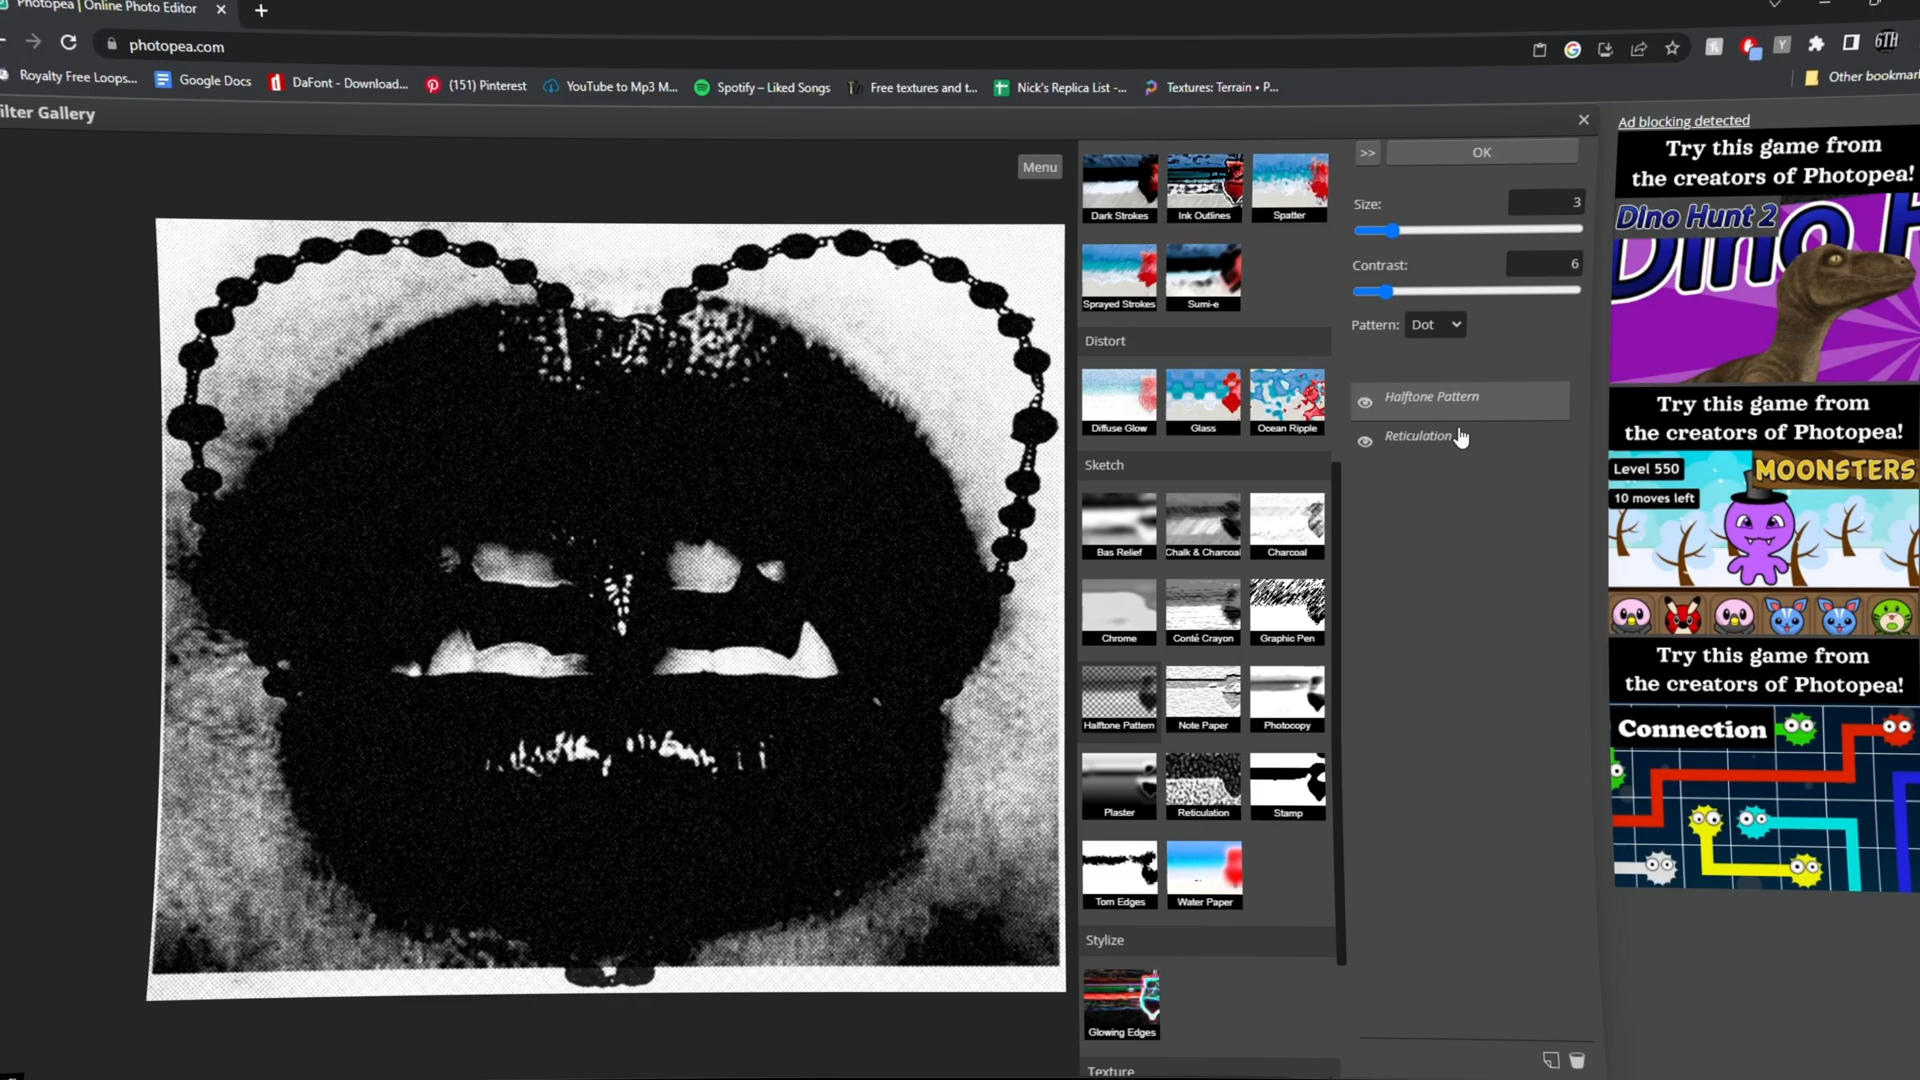 Photopea | Online Photo Editor
photopea.com
6TH
Royalty Free Loops...
Google Docs
DaFont - Download...
(151) Pinterest
YouTube to Mp3 M...
Spotify – Liked Songs
Free textures and t...
Nick's Replica List -...
Textures: Terrain • P...
Other bookmar
ilter Gallery
Menu
Dark Strokes
Ink Outlines
Spatter
Sprayed Strokes
Sumi-e
Distort
Diffuse Glow
Glass
Ocean Ripple
Sketch
Bas Relief
Chalk & Charcoal
Charcoal
Chrome
Conté Crayon
Graphic Pen
Halftone Pattern
Note Paper
Photocopy
Plaster
Reticulation
Stamp
Torn Edges
Water Paper
Stylize
Glowing Edges
Texture
>>
OK
Size:
3
Contrast:
6
Pattern:
Dot
Halftone Pattern
Reticulation
Ad blocking detected
Try this game from
the creators of Photopea!
Dino Hunt 2
Dino H
Try this game from
the creators of Photopea!
Level 550
MOONSTERS
10 moves left
Try this game from
the creators of Photopea!
Connection